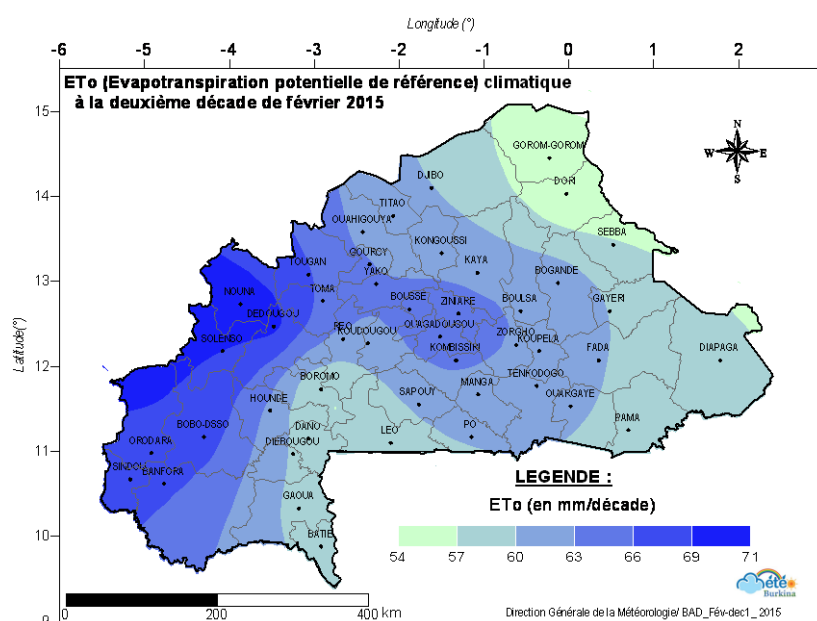 Longitude (°)
-6 -5 -4 -3 -2 -1 0 1 2
ETo (Evapotranspiration potentielle de référence) climatique
à la deuxième décade de février 2015
15
14
13
12
11
10
Latitude(°)
N
W E
S
GOROM-GOROM
DJIBO
DORI
TITAO
OUAHIGOUYA
SEBBA
KONGOUSSI
GOURCY
KAYA
TOUGAN
YAKO
BOGANDE
NOUNA
TOMA
BOUSSE
ZINIARE
BOULSA
GAYERI
DEDOUGOU
OUAGADOUGOU
SOLENSO
REO
KOUDOUGOU
ZORGHO
KOUPELA
KOMBISSIRI
FADA
DIAPAGA
BOROMO
MANGA
TENKODOGO
HOUNDE
SAPOUY
OUARGAYE
BOBO-DSSO
DANO
LEO
PO
PAMA
ORODARA
DIEBOUGOU
SINDOU
BANFORA
GAOUA
BATIE
LEGENDE :
ETo (en mm/décade)
54 57 60 63 66 69 71
0 200 400 km
météo
Burkina
Direction Générale de la Météorologie/ BAD_Fév-dec1_ 2015